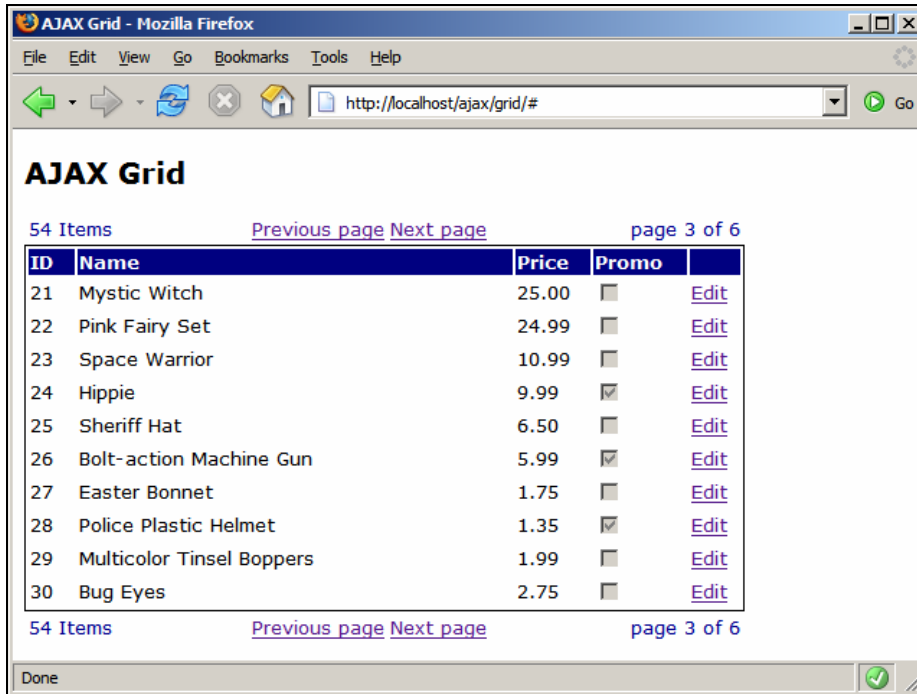 AJAX Grid - Mozilla Firefox
File Edit View Go Bookmarks Tools Help
http://localhost/ajax/grid/# Go
AJAX Grid
54 Items Previous page Next page page 3 of 6
ID Name Price Promo
21 Mystic Witch 25.00 Edit
22 Pink Fairy Set 24.99 Edit
23 Space Warrior 10.99 Edit
24 Hippie 9.99 Edit
25 Sheriff Hat 6.50 Edit
26 Bolt-action Machine Gun 5.99 Edit
27 Easter Bonnet 1.75 Edit
28 Police Plastic Helmet 1.35 Edit
29 Multicolor Tinsel Boppers 1.99 Edit
30 Bug Eyes 2.75 Edit
54 Items Previous page Next page page 3 of 6
Done